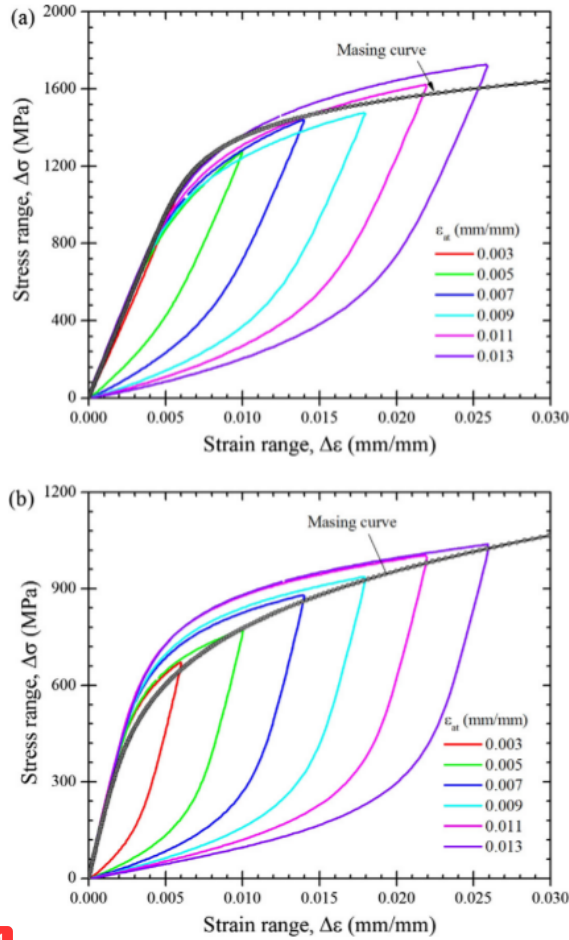 (a)
2000
1600
1200
800
400
0
Stress range, Δσ (MPa)
Masing curve
ε_at (mm/mm)
0.003
0.005
0.007
0.009
0.011
0.013
0.000 0.005 0.010 0.015 0.020 0.025 0.030
Strain range, Δε (mm/mm)
(b)
1200
900
600
300
0
Stress range, Δσ (MPa)
Masing curve
ε_at (mm/mm)
0.003
0.005
0.007
0.009
0.011
0.013
0.000 0.005 0.010 0.015 0.020 0.025 0.030
Strain range, Δε (mm/mm)